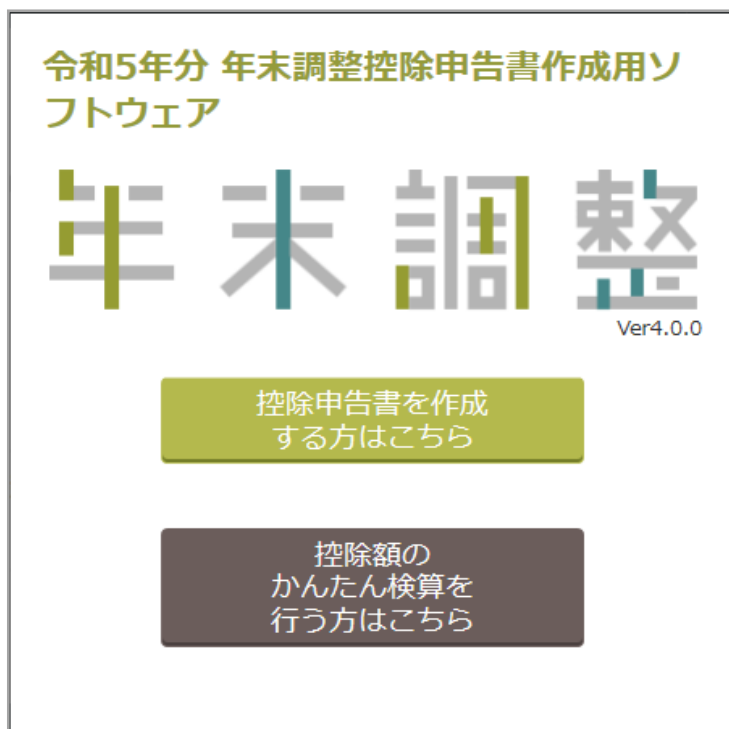 令和5年分 年末調整控除申告書作成用ソ
フトウェア
年末調整
Ver4.0.0
控除申告書を作成
する方はこちら
控除額の
かんたん検算を
行う方はこちら